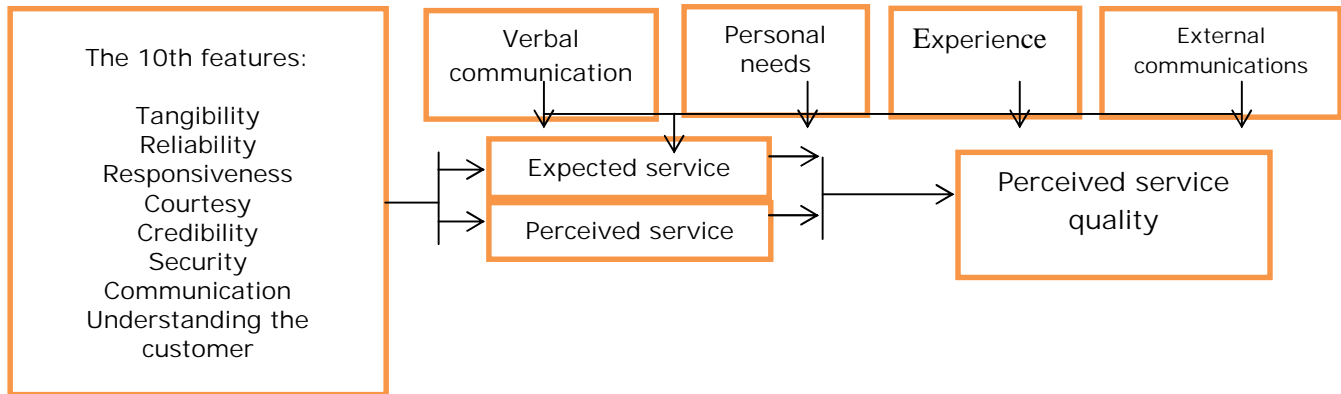 The 10th features:
Tangibility
Reliability
Responsiveness
Courtesy
Credibility
Security
Communication
Understanding the
customer
Verbal
communication
Personal
needs
Experience
External
communications
Expected service
Perceived service
Perceived service
quality